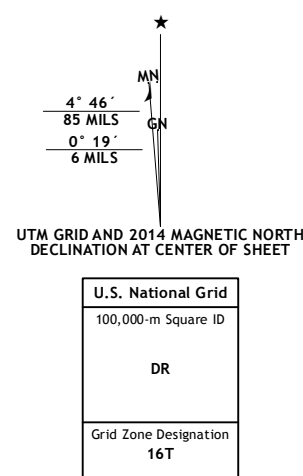 ★
MN
4° 46´
85 MILS
GN
0° 19´
6 MILS
UTM GRID AND 2014 MAGNETIC NORTH
DECLINATION AT CENTER OF SHEET
U.S. National Grid
100,000-m Square ID
DR
Grid Zone Designation
16T